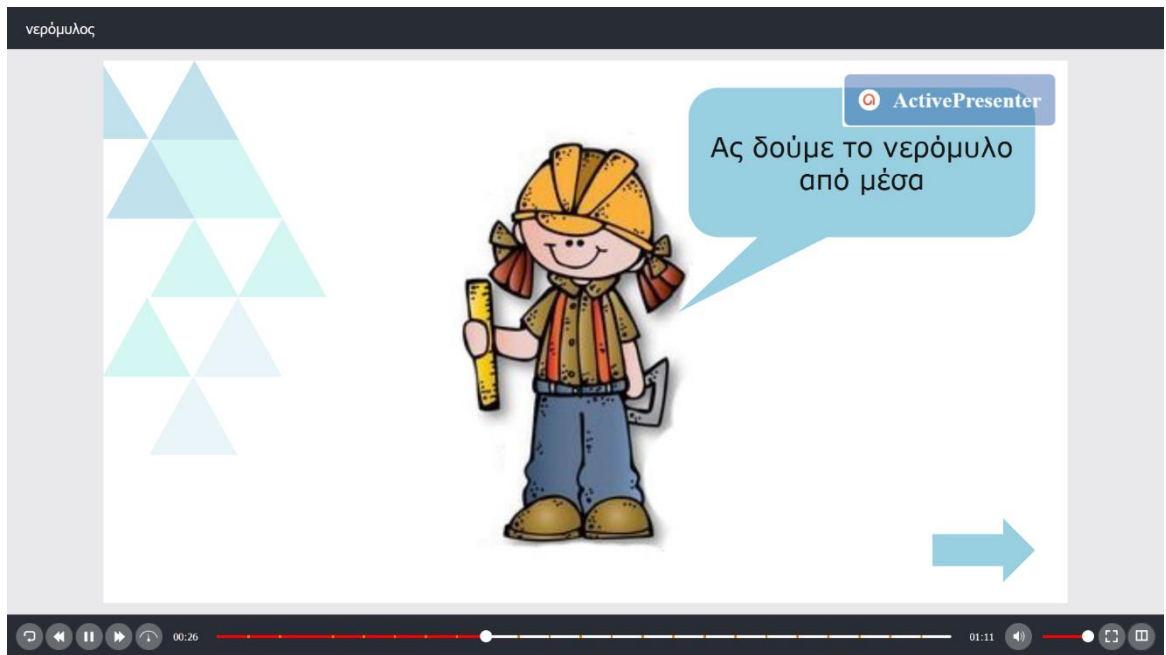 νερόμυλος
ActivePresenter
Ας δούμε το νερόμυλο
από μέσα
00:26
01:11